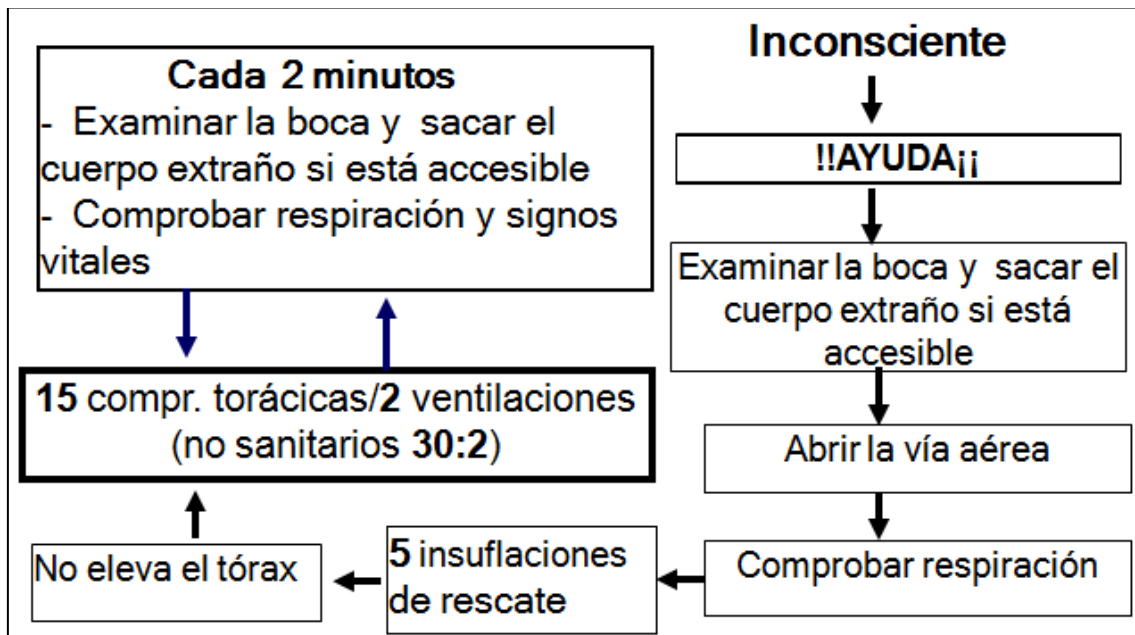 Inconsciente
!!AYUDA¡¡
Examinar la boca y sacar el
cuerpo extraño si está
accesible
Abrir la vía aérea
Comprobar respiración
5 insuflaciones
de rescate
No eleva el tórax
15 compr. torácicas/2 ventilaciones
(no sanitarios 30:2)
Cada 2 minutos
- Examinar la boca y sacar el
cuerpo extraño si está accesible
- Comprobar respiración y signos
vitales